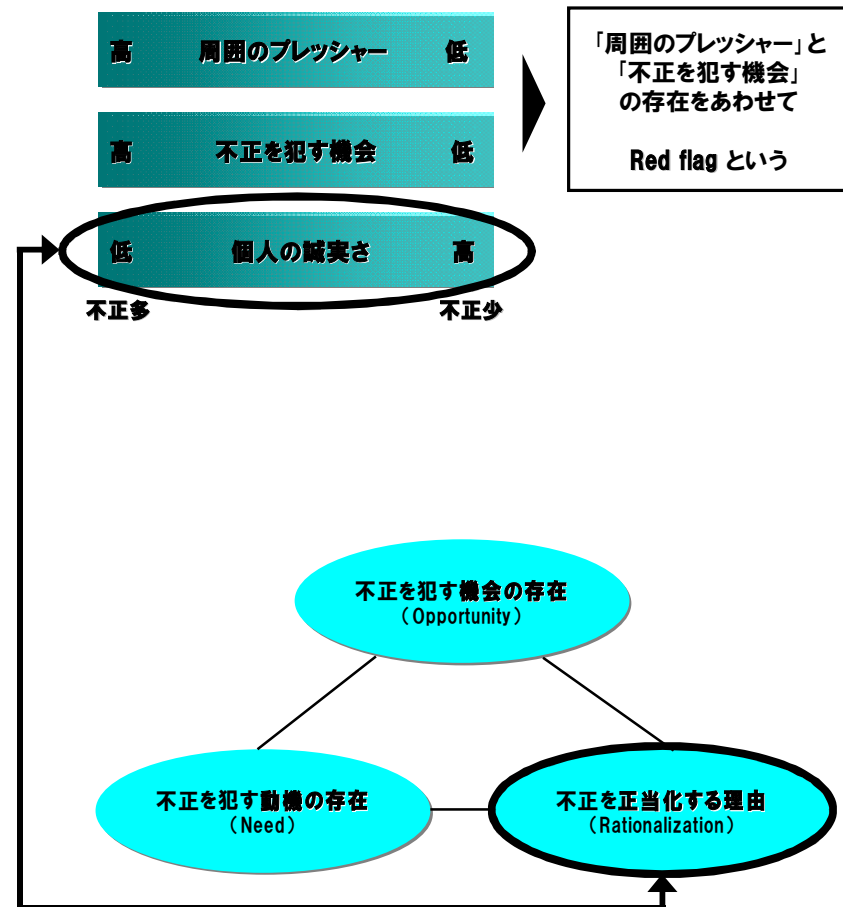 高 周囲のプレッシャー 低
「周囲のプレッシャー」と
「不正を犯す機会」
の存在をあわせて
Red flag という
高 不正を犯す機会 低
低 個人の誠実さ 高
不正多 不正少
不正を犯す機会の存在
(Opportunity)
不正を犯す動機の存在
(Need)
不正を正当化する理由
(Rationalization)